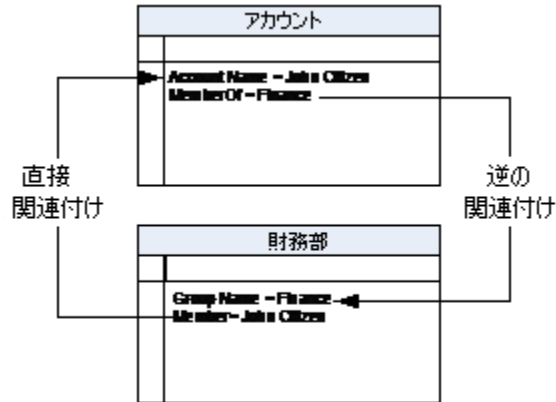 アカウント
Account Name - John Citizen
MemberOf - Finance
直接
関連付け
逆の
関連付け
財務部
Group Name - Finance
Member - John Citizen